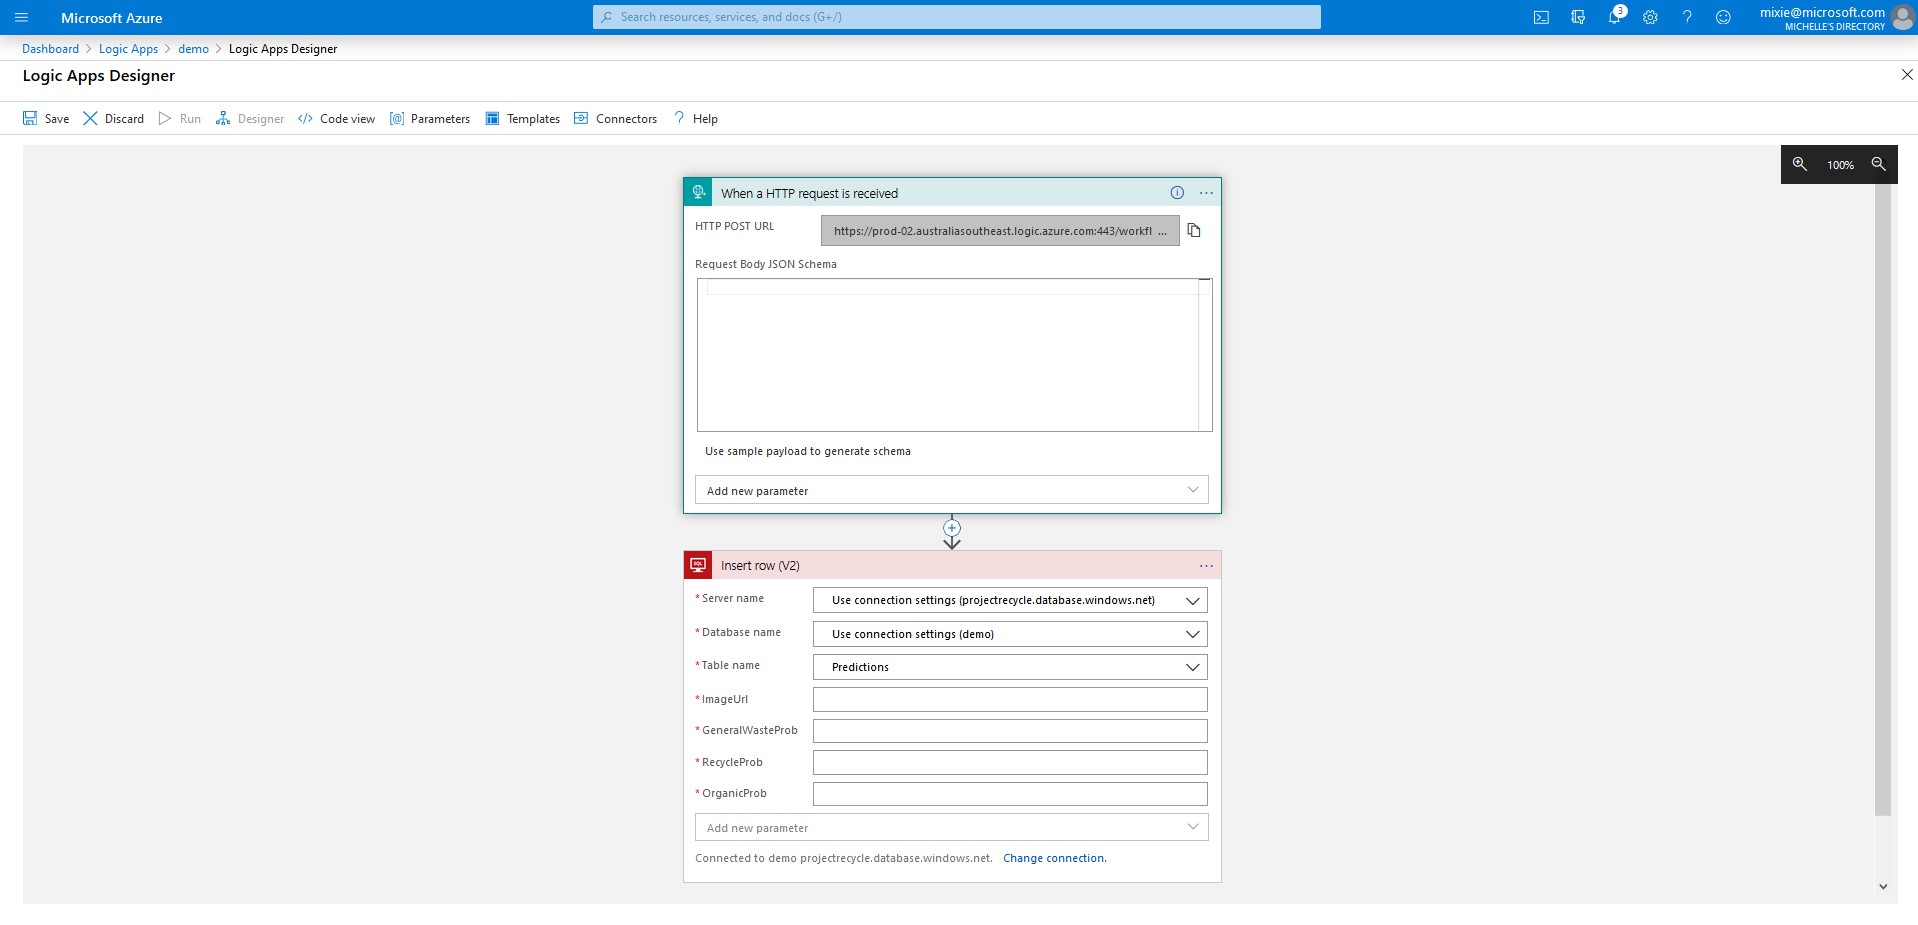 Microsoft Azure
Search resources, services, and docs (G+/)
3
mixie@microsoft.com
MICHELLE'S DIRECTORY
Dashboard > Logic Apps > demo > Logic Apps Designer
Logic Apps Designer
Save Discard Run Designer Code view Parameters Templates Connectors ? Help
100%
When a HTTP request is received
HTTP POST URL https://prod-02.australiasoutheast.logic.azure.com:443/workfl ...
Request Body JSON Schema
Use sample payload to generate schema
Add new parameter
SQL Insert row (V2)
* Server name Use connection settings (projectrecycle.database.windows.net)
* Database name Use connection settings (demo)
* Table name Predictions
* ImageUrl
* GeneralWasteProb
* RecycleProb
* OrganicProb
Add new parameter
Connected to demo projectrecycle.database.windows.net. Change connection.